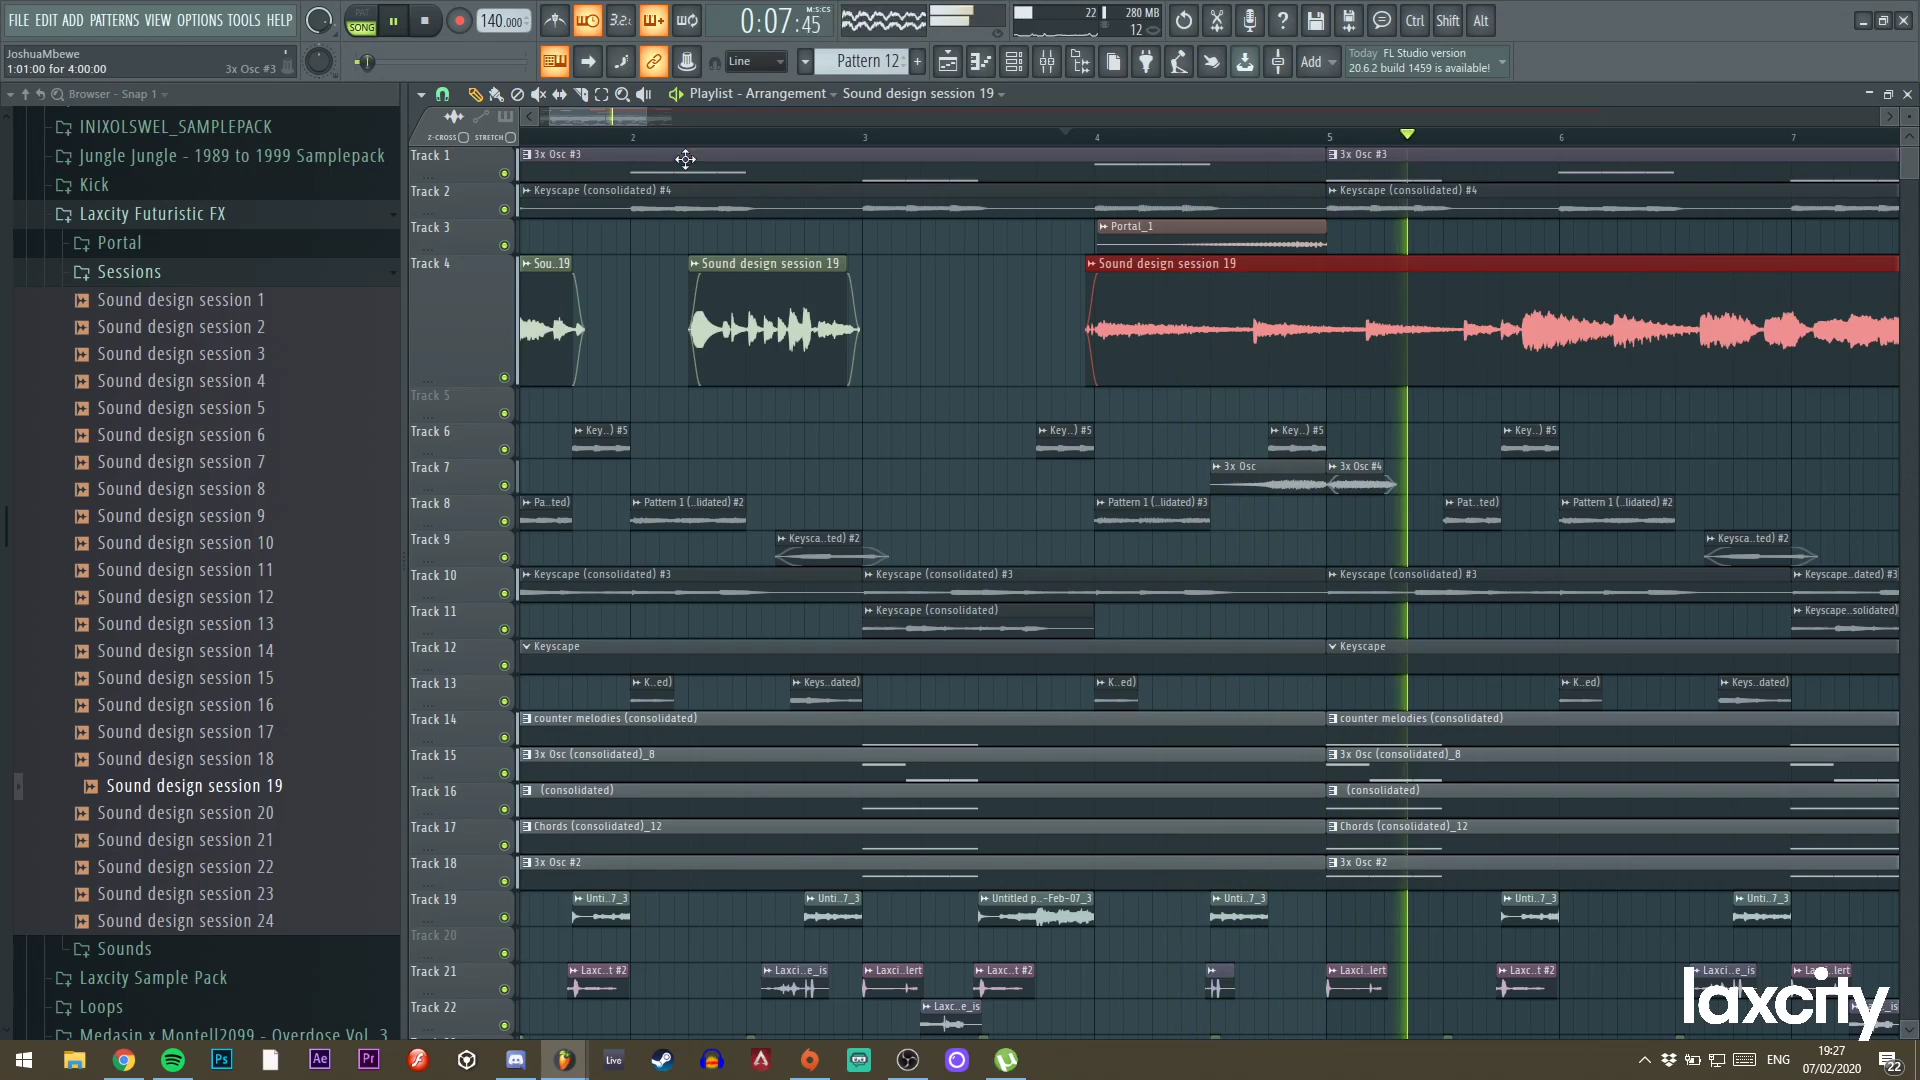 FILE EDIT ADD PATTERNS VIEW OPTIONS TOOLS HELP
PAT
SONG
140.000
3.2.
0:07:45
M:S:CS
22
280 MB
12
Ctrl
Shift
Alt
JoshuaMbewe
1:01:00 for 4:00:00
3x Osc #3
Line
Pattern 12
Add
Today FL Studio version
20.6.2 build 1459 is available!
Browser - Snap 1
Playlist - Arrangement
Sound design session 19
Z-CROSS
STRETCH
2 3 4 5 6 7
INIXOLSWEL_SAMPLEPACK
Jungle Jungle - 1989 to 1999 Samplepack
Kick
Laxcity Futuristic FX
Portal
Sessions
Sound design session 1
Sound design session 2
Sound design session 3
Sound design session 4
Sound design session 5
Sound design session 6
Sound design session 7
Sound design session 8
Sound design session 9
Sound design session 10
Sound design session 11
Sound design session 12
Sound design session 13
Sound design session 14
Sound design session 15
Sound design session 16
Sound design session 17
Sound design session 18
Sound design session 19
Sound design session 20
Sound design session 21
Sound design session 22
Sound design session 23
Sound design session 24
Sounds
Laxcity Sample Pack
Loops
Medasin x Montell2099 - Overdose Vol. 3
Track 1
3x Osc #3
3x Osc #3
Track 2
Keyscape (consolidated) #4
Keyscape (consolidated) #4
Track 3
Portal_1
Track 4
Sou..19
Sound design session 19
Sound design session 19
Track 5
Track 6
Key..) #5
Key..) #5
Key..) #5
Key..) #5
Track 7
3x Osc
3x Osc #4
Track 8
Pa..ted)
Pattern 1 (..lidated) #2
Pattern 1 (..lidated) #3
Pat..ted)
Pattern 1 (..lidated) #2
Track 9
Keysca..ted) #2
Keysca..ted) #2
Track 10
Keyscape (consolidated) #3
Keyscape (consolidated) #3
Keyscape (consolidated) #3
Keyscape..dated) #3
Track 11
Keyscape (consolidated)
Keyscape..solidated)
Track 12
Keyscape
Keyscape
Track 13
K..ed)
Keys..dated)
K..ed)
K..ed)
Keys..dated)
Track 14
counter melodies (consolidated)
counter melodies (consolidated)
Track 15
3x Osc (consolidated)_8
3x Osc (consolidated)_8
Track 16
(consolidated)
(consolidated)
Track 17
Chords (consolidated)_12
Chords (consolidated)_12
Track 18
3x Osc #2
3x Osc #2
Track 19
Unti..7_3
Unti..7_3
Untitled p..-Feb-07_3
Unti..7_3
Unti..7_3
Unti..7_3
Track 20
Track 21
Laxc..t #2
Laxci..e_is
Laxci..lert
Laxc..t #2
Laxci..lert
Laxc..t #2
Laxci..e_is
Track 22
Laxc..e_is
laxcity
Ps
Ae
Pr
Live
ENG
19:27
07/02/2020
22